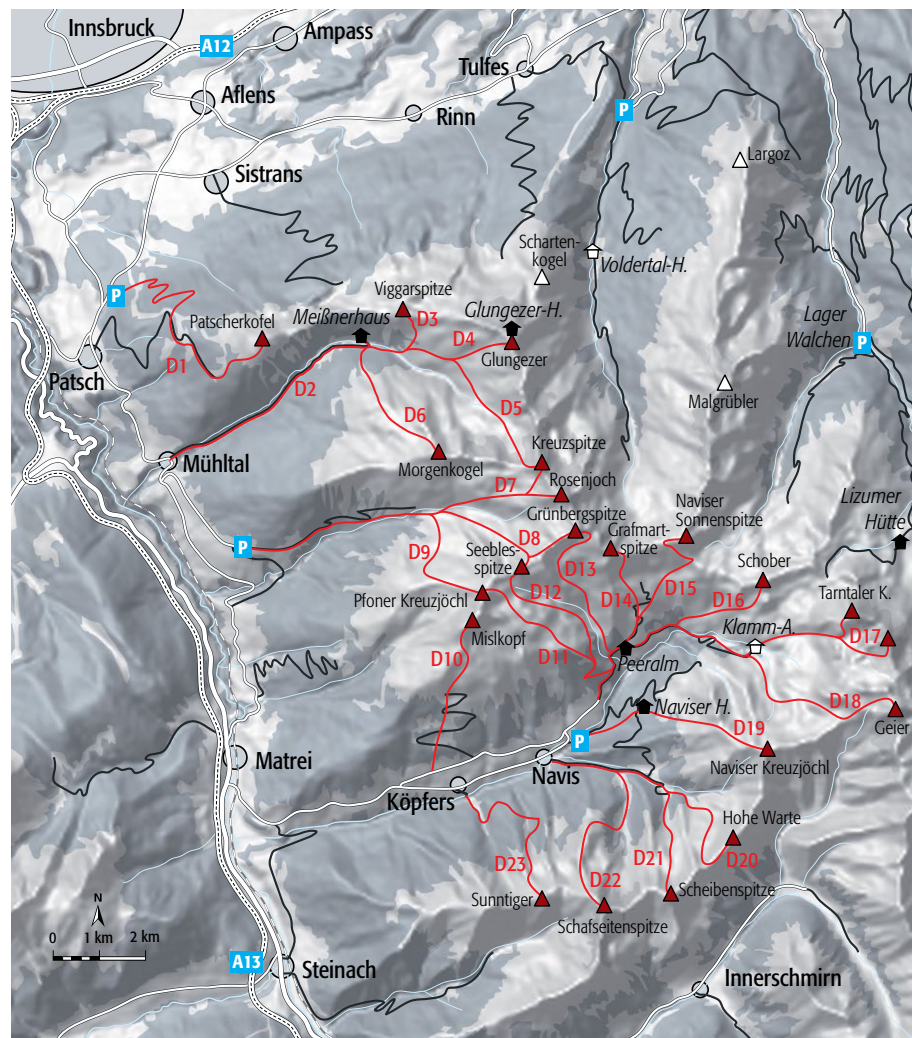 Innsbruck
Ampass
A12
Tulfes
Aflens
Rinn
P
Largoz
Sistrans
Scharten-
kogel
Voldertal-H.
P
Viggarspitze
Glungezer-H.
Patscherkofel
Meißnerhaus
D3
D4
Lager
Walchen
P
Patsch
D1
Glungezer
D2
D5
Malgrübler
D6
Mühltal
Morgenkogel
Kreuzspitze
D7
Rosenjoch
Grünbergspitze
Naviser
Sonnenspitze
Lizumer
Hütte
P
D8
Grafmart-
spitze
D9
Seebles-
spitze
D13
D15
Schober
D12
D14
D16
Tarntaler K.
Pfoner Kreuzjöchl
Mislkopf
Klamm-A.
D17
D10
D11
Peeralm
D18
Naviser H.
Geier
P
D19
Matrei
Navis
Naviser Kreuzjöchl
Köpfers
Hohe Warte
D23
D22
D21
D20
Sunntiger
Scheibenspitze
Schafseitenspitze
N
0 1 km 2 km
A13
Steinach
Innerschmirn